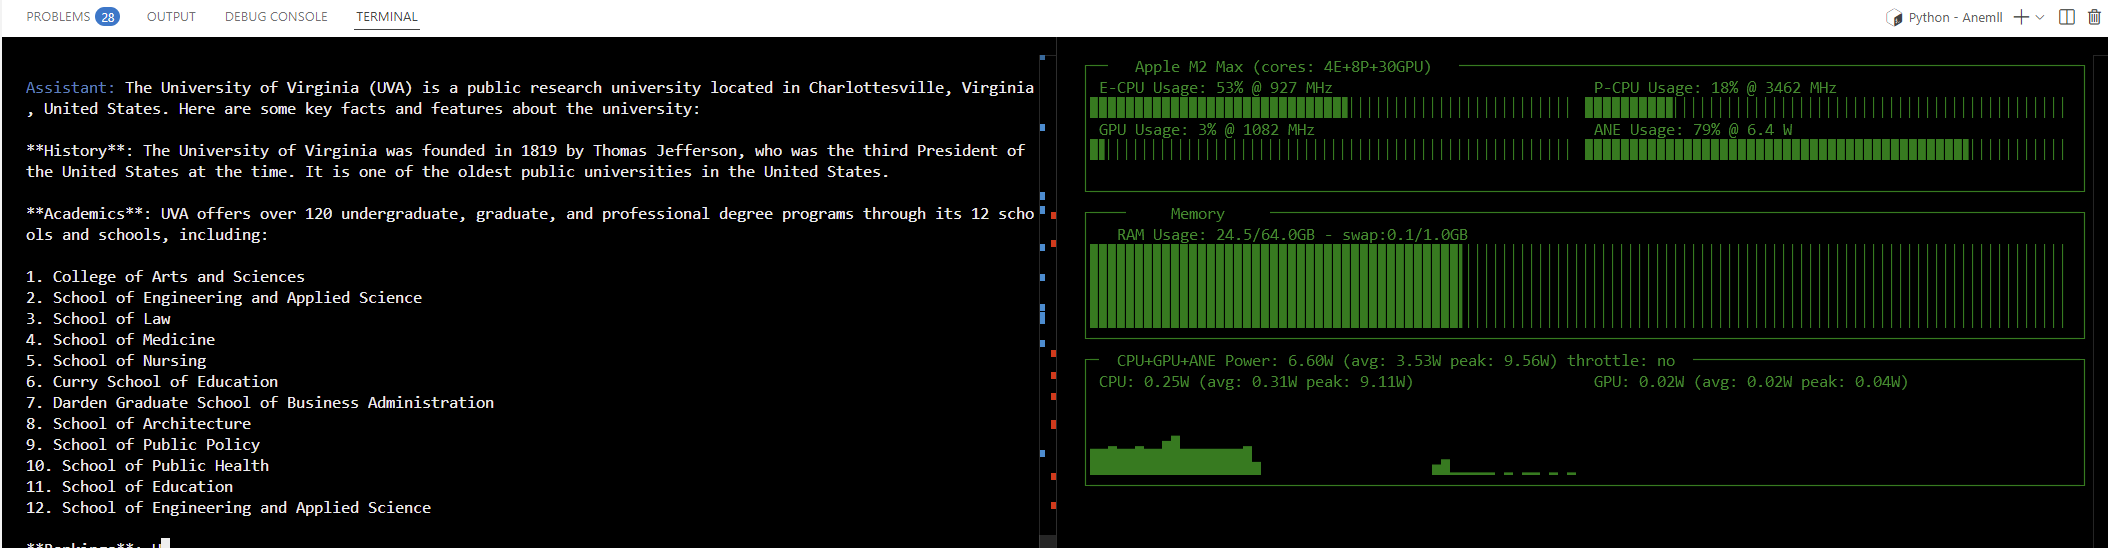 PROBLEMS 28 OUTPUT DEBUG CONSOLE TERMINAL Python - Anemll
Assistant: The University of Virginia (UVA) is a public research university located in Charlottesville, Virginia
, United States. Here are some key facts and features about the university:
**History**: The University of Virginia was founded in 1819 by Thomas Jefferson, who was the third President of
the United States at the time. It is one of the oldest public universities in the United States.
**Academics**: UVA offers over 120 undergraduate, graduate, and professional degree programs through its 12 scho
ols and schools, including:
1. College of Arts and Sciences
2. School of Engineering and Applied Science
3. School of Law
4. School of Medicine
5. School of Nursing
6. Curry School of Education
7. Darden Graduate School of Business Administration
8. School of Architecture
9. School of Public Policy
10. School of Public Health
11. School of Education
12. School of Engineering and Applied Science
**Rankings**: U
Apple M2 Max (cores: 4E+8P+30GPU)
E-CPU Usage: 53% @ 927 MHz P-CPU Usage: 18% @ 3462 MHz
GPU Usage: 3% @ 1082 MHz ANE Usage: 79% @ 6.4 W
Memory
RAM Usage: 24.5/64.0GB - swap:0.1/1.0GB
CPU+GPU+ANE Power: 6.60W (avg: 3.53W peak: 9.56W) throttle: no
CPU: 0.25W (avg: 0.31W peak: 9.11W) GPU: 0.02W (avg: 0.02W peak: 0.04W)